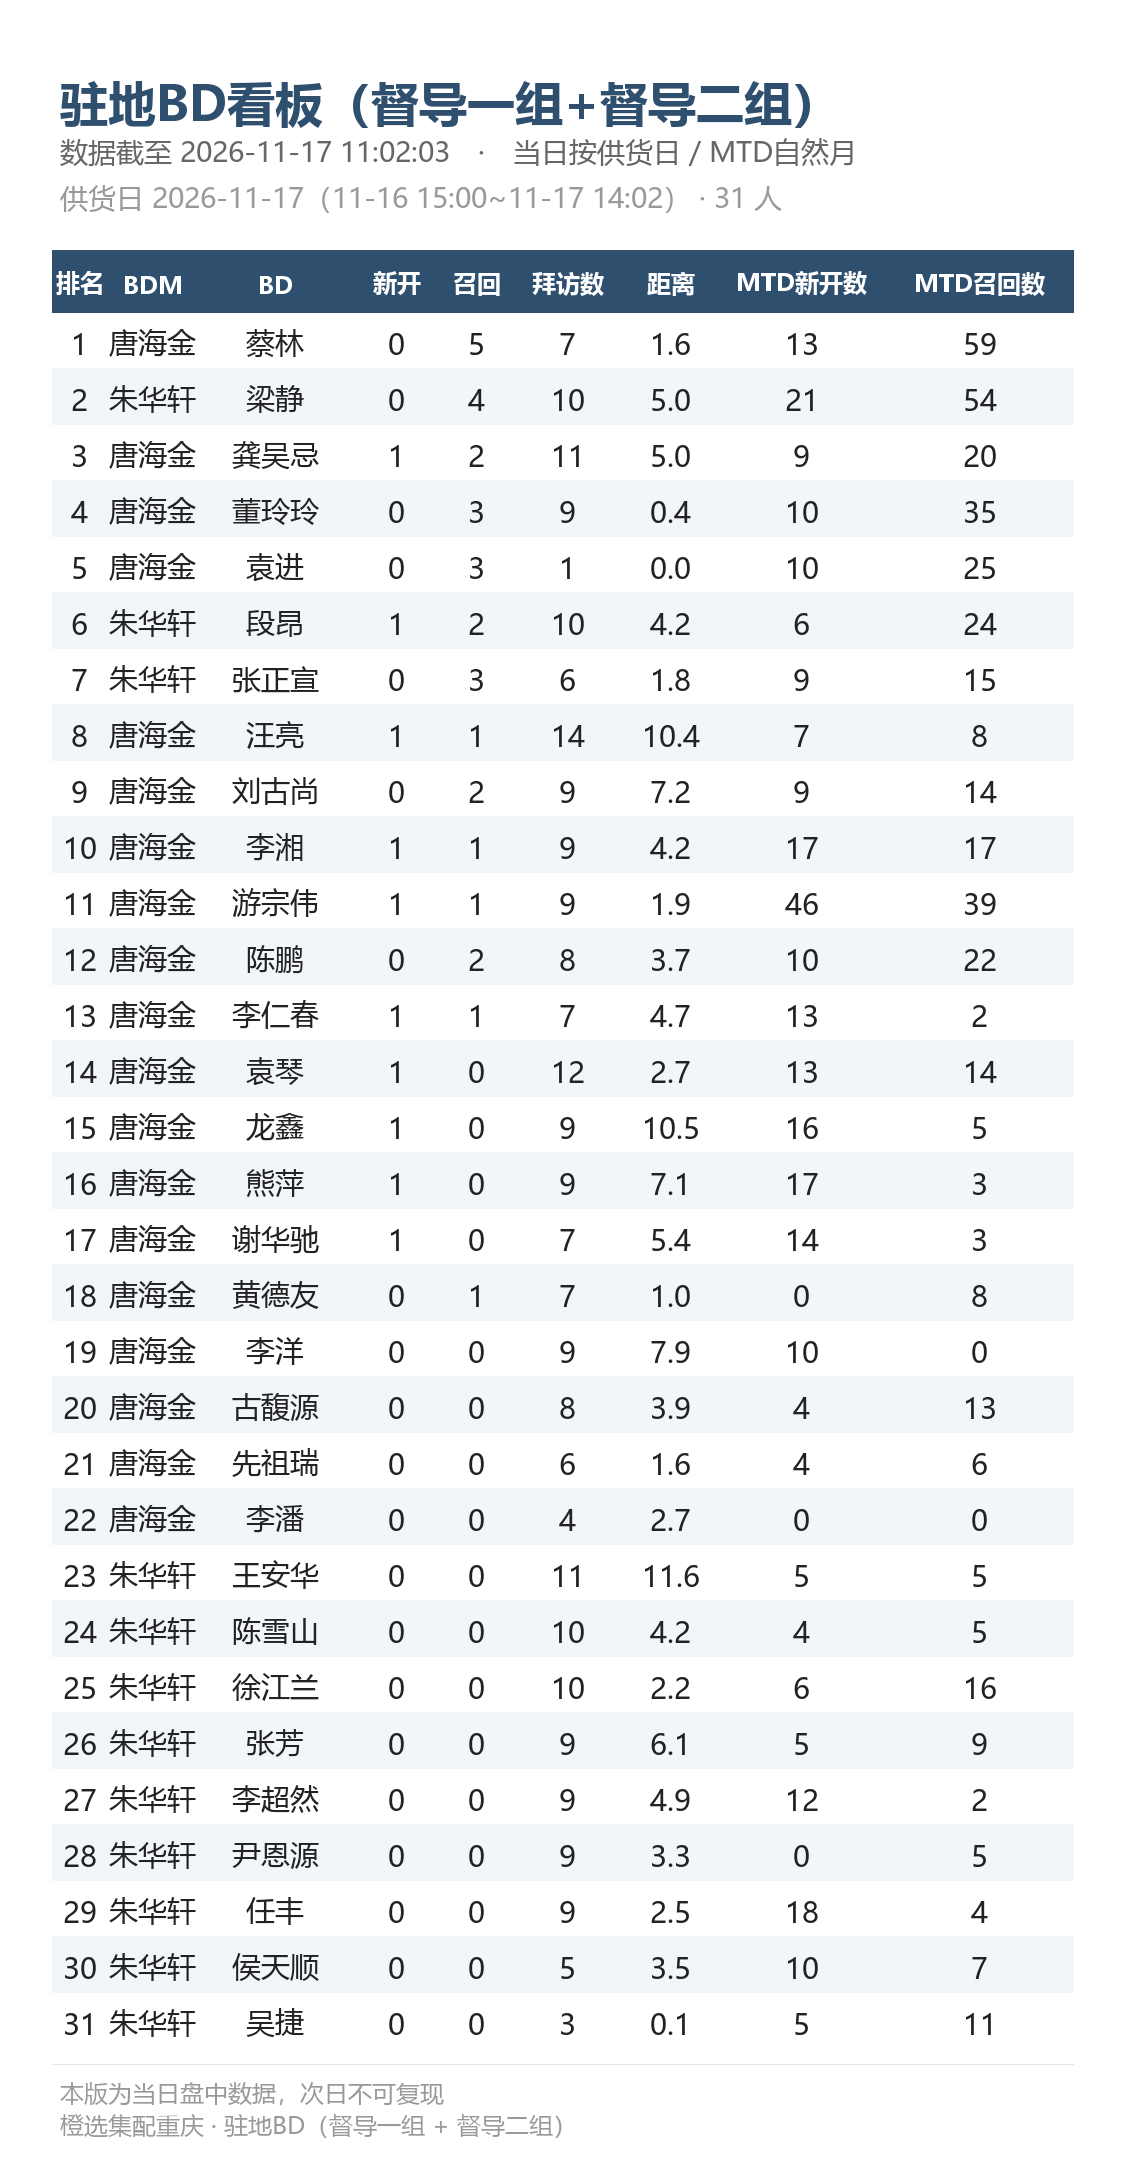 驻地BD看板（督导一组+督导二组）
数据截至 2026-11-17 11:02:03 · 当日按供货日 / MTD自然月
供货日 2026-11-17（11-16 15:00~11-17 14:02） · 31 人
排名 BDM BD 新开 召回 拜访数 距离 MTD新开数 MTD召回数
1 唐海金 蔡林 0 5 7 1.6 13 59
2 朱华轩 梁静 0 4 10 5.0 21 54
3 唐海金 龚吴忌 1 2 11 5.0 9 20
4 唐海金 董玲玲 0 3 9 0.4 10 35
5 唐海金 袁进 0 3 1 0.0 10 25
6 朱华轩 段昂 1 2 10 4.2 6 24
7 朱华轩 张正宣 0 3 6 1.8 9 15
8 唐海金 汪亮 1 1 14 10.4 7 8
9 唐海金 刘古尚 0 2 9 7.2 9 14
10 唐海金 李湘 1 1 9 4.2 17 17
11 唐海金 游宗伟 1 1 9 1.9 46 39
12 唐海金 陈鹏 0 2 8 3.7 10 22
13 唐海金 李仁春 1 1 7 4.7 13 2
14 唐海金 袁琴 1 0 12 2.7 13 14
15 唐海金 龙鑫 1 0 9 10.5 16 5
16 唐海金 熊萍 1 0 9 7.1 17 3
17 唐海金 谢华驰 1 0 7 5.4 14 3
18 唐海金 黄德友 0 1 7 1.0 0 8
19 唐海金 李洋 0 0 9 7.9 10 0
20 唐海金 古馥源 0 0 8 3.9 4 13
21 唐海金 先祖瑞 0 0 6 1.6 4 6
22 唐海金 李潘 0 0 4 2.7 0 0
23 朱华轩 王安华 0 0 11 11.6 5 5
24 朱华轩 陈雪山 0 0 10 4.2 4 5
25 朱华轩 徐江兰 0 0 10 2.2 6 16
26 朱华轩 张芳 0 0 9 6.1 5 9
27 朱华轩 李超然 0 0 9 4.9 12 2
28 朱华轩 尹恩源 0 0 9 3.3 0 5
29 朱华轩 任丰 0 0 9 2.5 18 4
30 朱华轩 侯天顺 0 0 5 3.5 10 7
31 朱华轩 吴捷 0 0 3 0.1 5 11
本版为当日盘中数据，次日不可复现
橙选集配重庆 · 驻地BD（督导一组 + 督导二组）